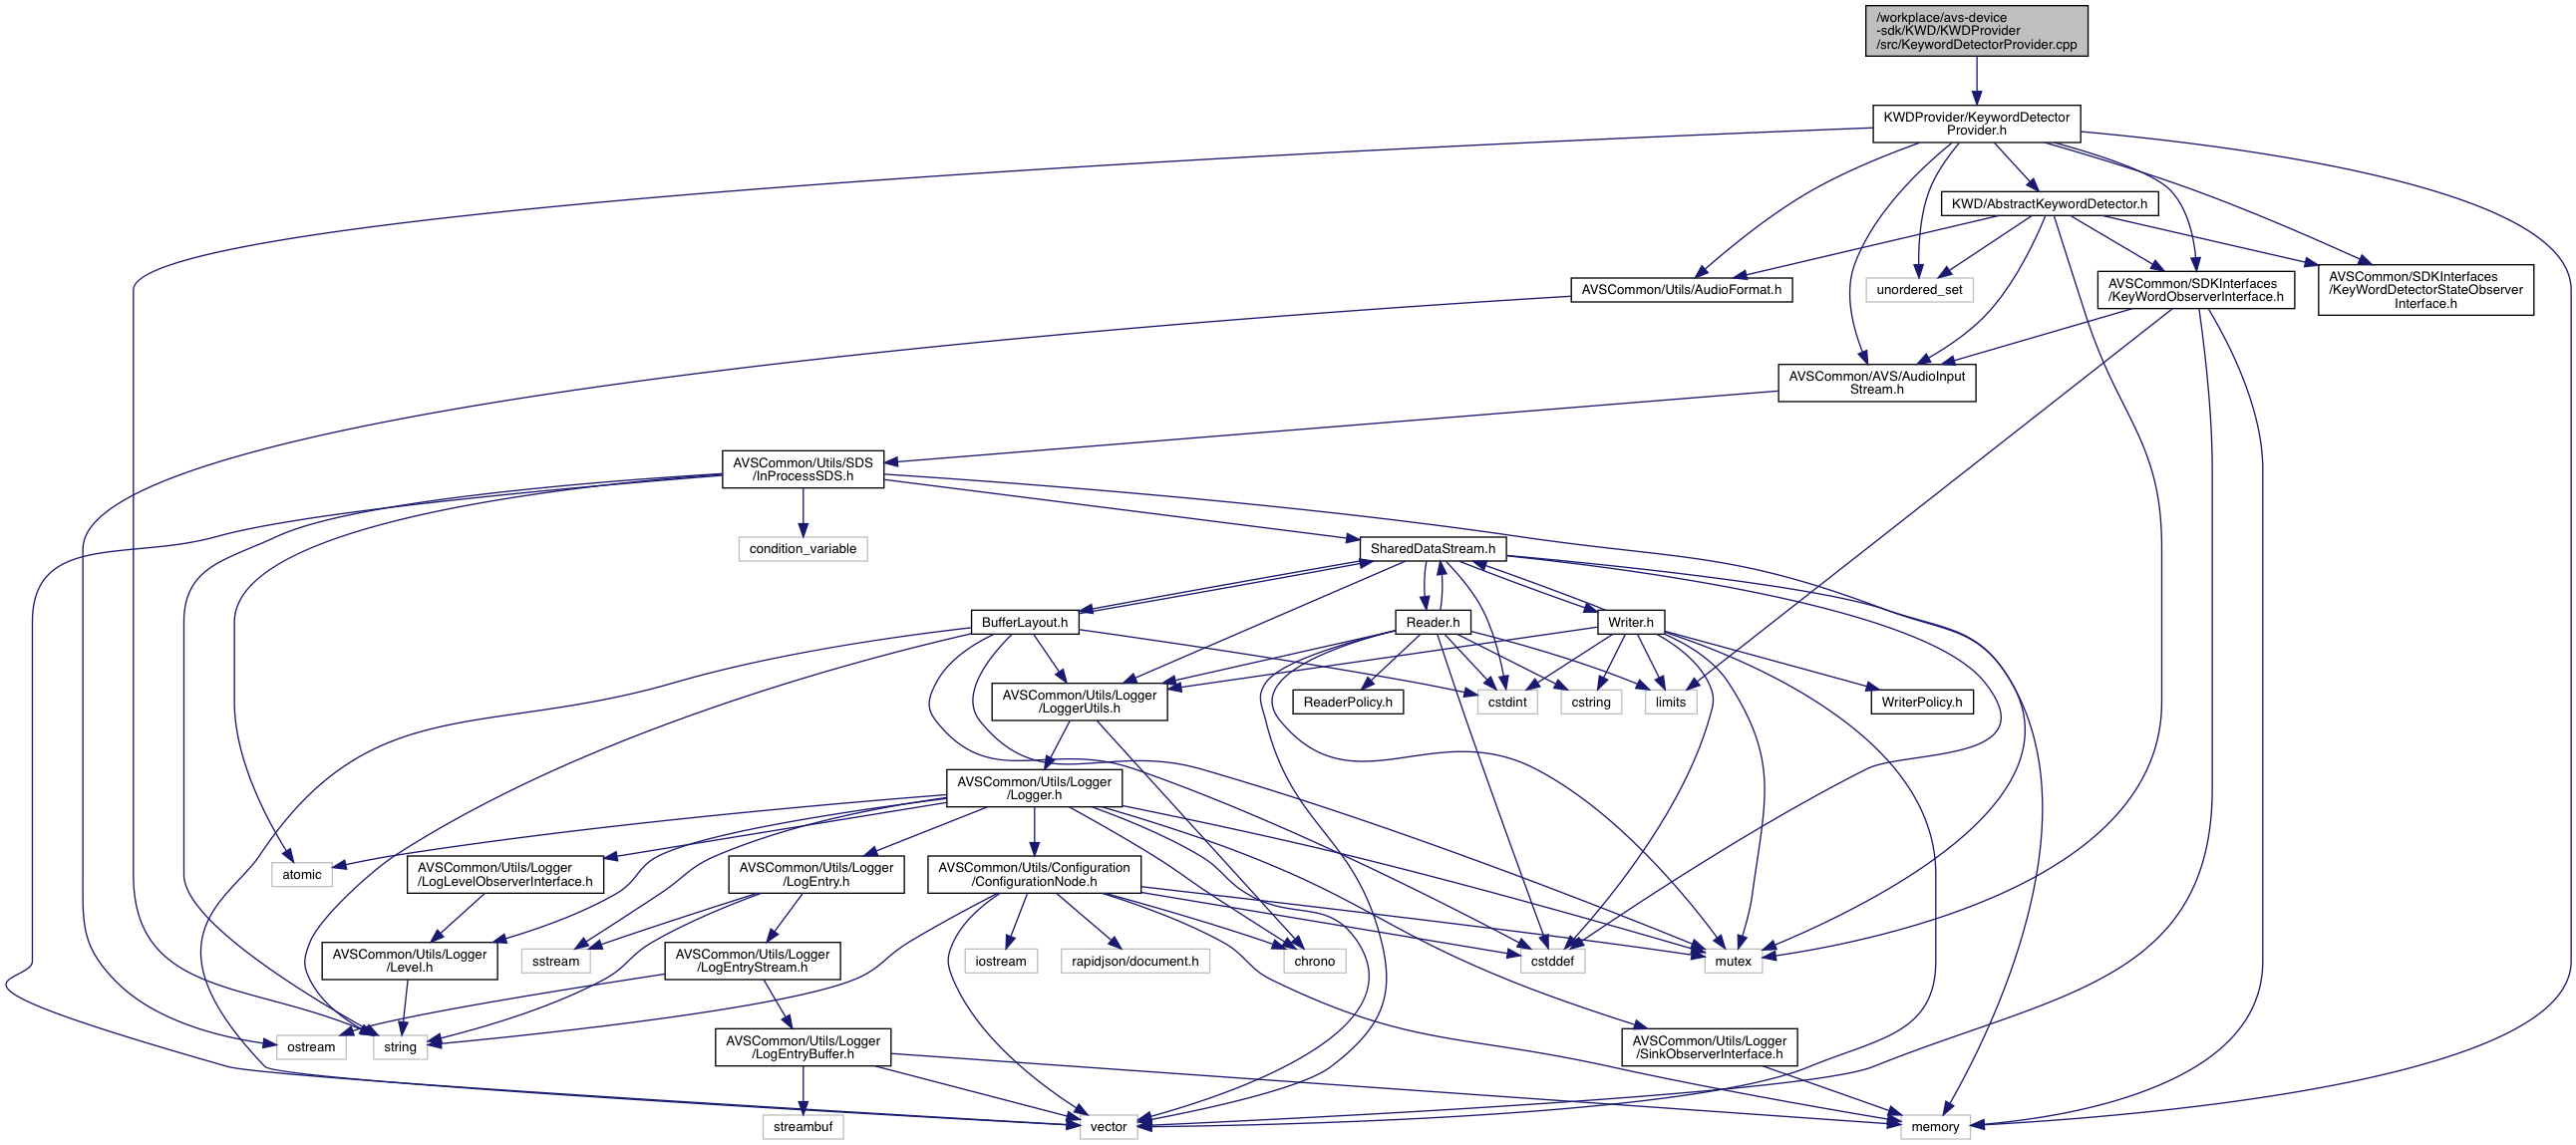 /workplace/avs-device
-sdk/KWD/KWDProvider
/src/KeywordDetectorProvider.cpp
KWDProvider/KeywordDetector
Provider.h
KWD/AbstractKeywordDetector.h
AVSCommon/Utils/AudioFormat.h
unordered_set
AVSCommon/SDKInterfaces
/KeyWordObserverInterface.h
AVSCommon/SDKInterfaces
/KeyWordDetectorStateObserver
Interface.h
AVSCommon/AVS/AudioInput
Stream.h
AVSCommon/Utils/SDS
/InProcessSDS.h
condition_variable
SharedDataStream.h
BufferLayout.h
Reader.h
Writer.h
AVSCommon/Utils/Logger
/LoggerUtils.h
ReaderPolicy.h
cstdint
cstring
limits
WriterPolicy.h
AVSCommon/Utils/Logger
/Logger.h
atomic
AVSCommon/Utils/Logger
/LogLevelObserverInterface.h
AVSCommon/Utils/Logger
/LogEntry.h
AVSCommon/Utils/Configuration
/ConfigurationNode.h
AVSCommon/Utils/Logger
/Level.h
sstream
AVSCommon/Utils/Logger
/LogEntryStream.h
iostream
rapidjson/document.h
chrono
cstddef
mutex
ostream
string
AVSCommon/Utils/Logger
/LogEntryBuffer.h
AVSCommon/Utils/Logger
/SinkObserverInterface.h
streambuf
vector
memory